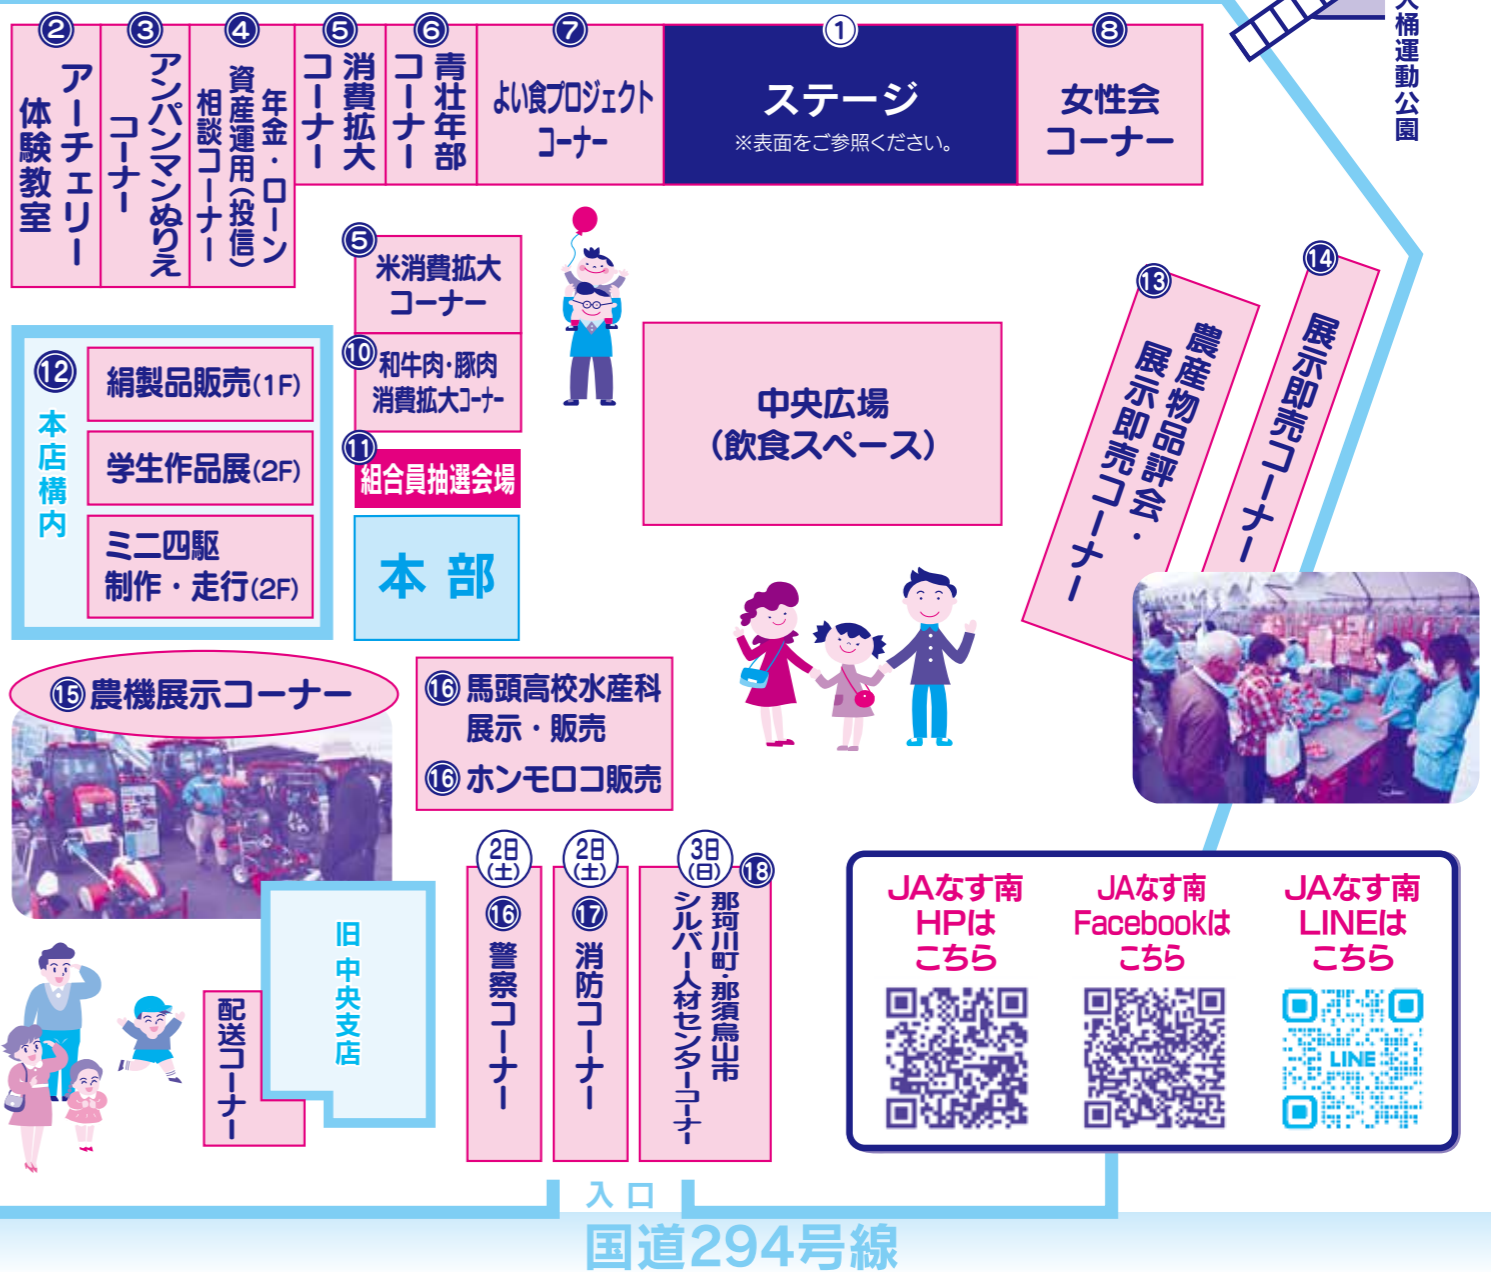 ②
アーチェリー
体験教室
③
アンパンマンぬりえ
コーナー
④
年金・ローン
資産運用(投信)
相談コーナー
⑤
消費拡大
コーナー
⑥
青壮年部
コーナー
⑦
よい食プロジェクト
コーナー
①
ステージ
※表面をご参照ください。
⑧
女性会
コーナー
大桶運動公園
⑤
米消費拡大
コーナー
⑩
和牛肉・豚肉
消費拡大コーナー
⑪
組合員抽選会場
本部
⑫
本店構内
絹製品販売(1F)
学生作品展(2F)
ミニ四駆
制作・走行(2F)
中央広場
(飲食スペース)
⑬
農産物品評会・
展示即売コーナー
⑭
展示即売コーナー
⑮農機展示コーナー
⑯馬頭高校水産科
展示・販売
⑯ホンモロコ販売
旧中央支店
配送コーナー
2日
(土)
⑯
警察コーナー
2日
(土)
⑰
消防コーナー
3日
(日)
⑱
那珂川町・那須烏山市
シルバー人材センターコーナー
JAなす南
HPは
こちら
JAなす南
Facebookは
こちら
JAなす南
LINEは
こちら
LINE
入口
国道294号線